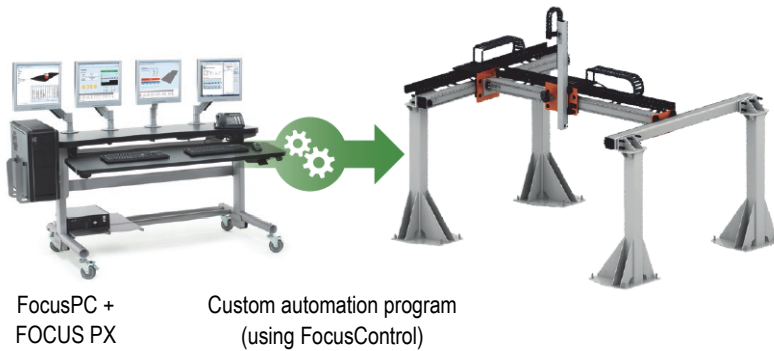 FocusPC +
FOCUS PX
Custom automation program
(using FocusControl)